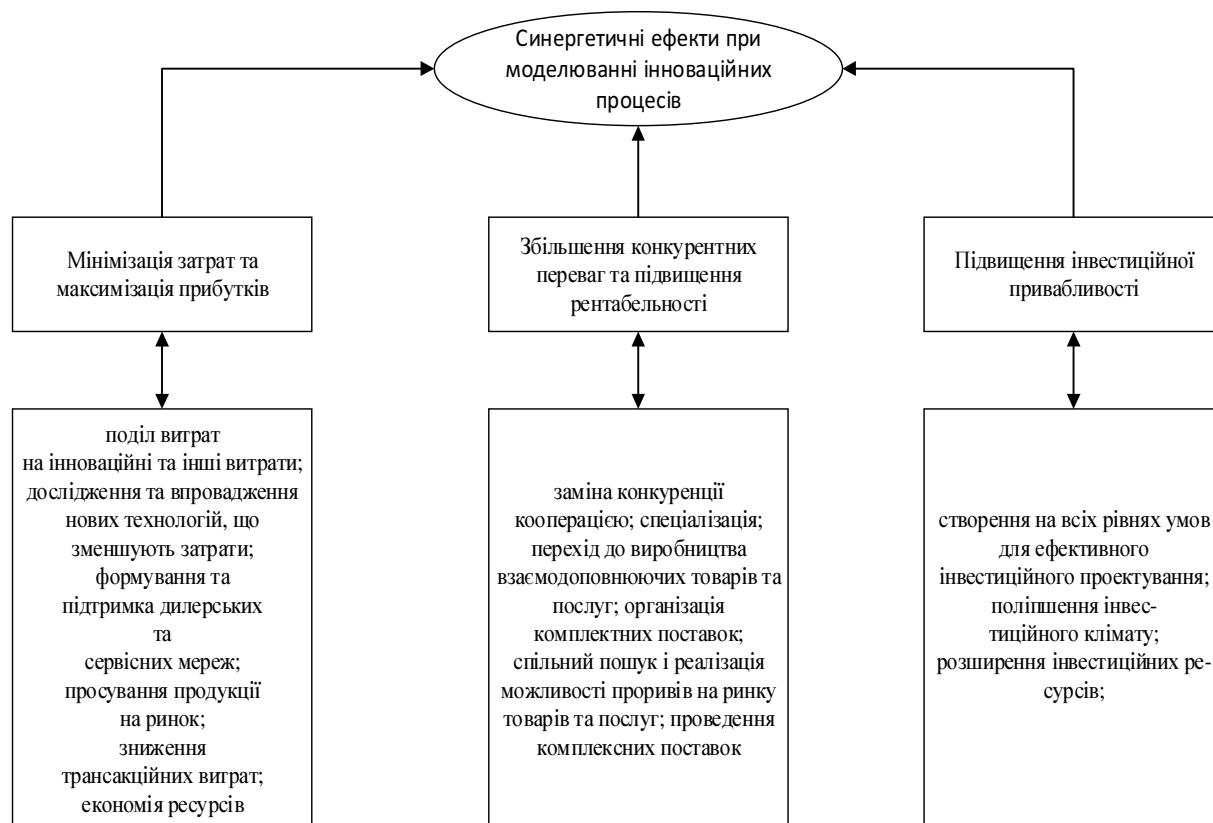 Синергетичні ефекти при
моделюванні інноваційних
процесів
Мінімізація затрат та
максимізація прибутків
Збільшення конкурентних
переваг та підвищення
рентабельності
Підвищення інвестиційної
привабливості
поділ витрат
на інноваційні та інші витрати;
дослідження та впровадження
нових технологій, що
зменшують затрати;
формування та
підтримка дилерських
та
сервісних мереж;
просування продукції
на ринок;
зниження
трансакційних витрат;
економія ресурсів
заміна конкуренції
кооперацією; спеціалізація;
перехід до виробництва
взаємодоповнюючих товарів та
послуг; організація
комплектних поставок;
спільний пошук і реалізація
можливості проривів на ринку
товарів та послуг; проведення
комплексних поставок
створення на всіх рівнях умов
для ефективного
інвестиційного проектування;
поліпшення інвес-
тиційного клімату;
розширення інвестиційних ре-
сурсів;